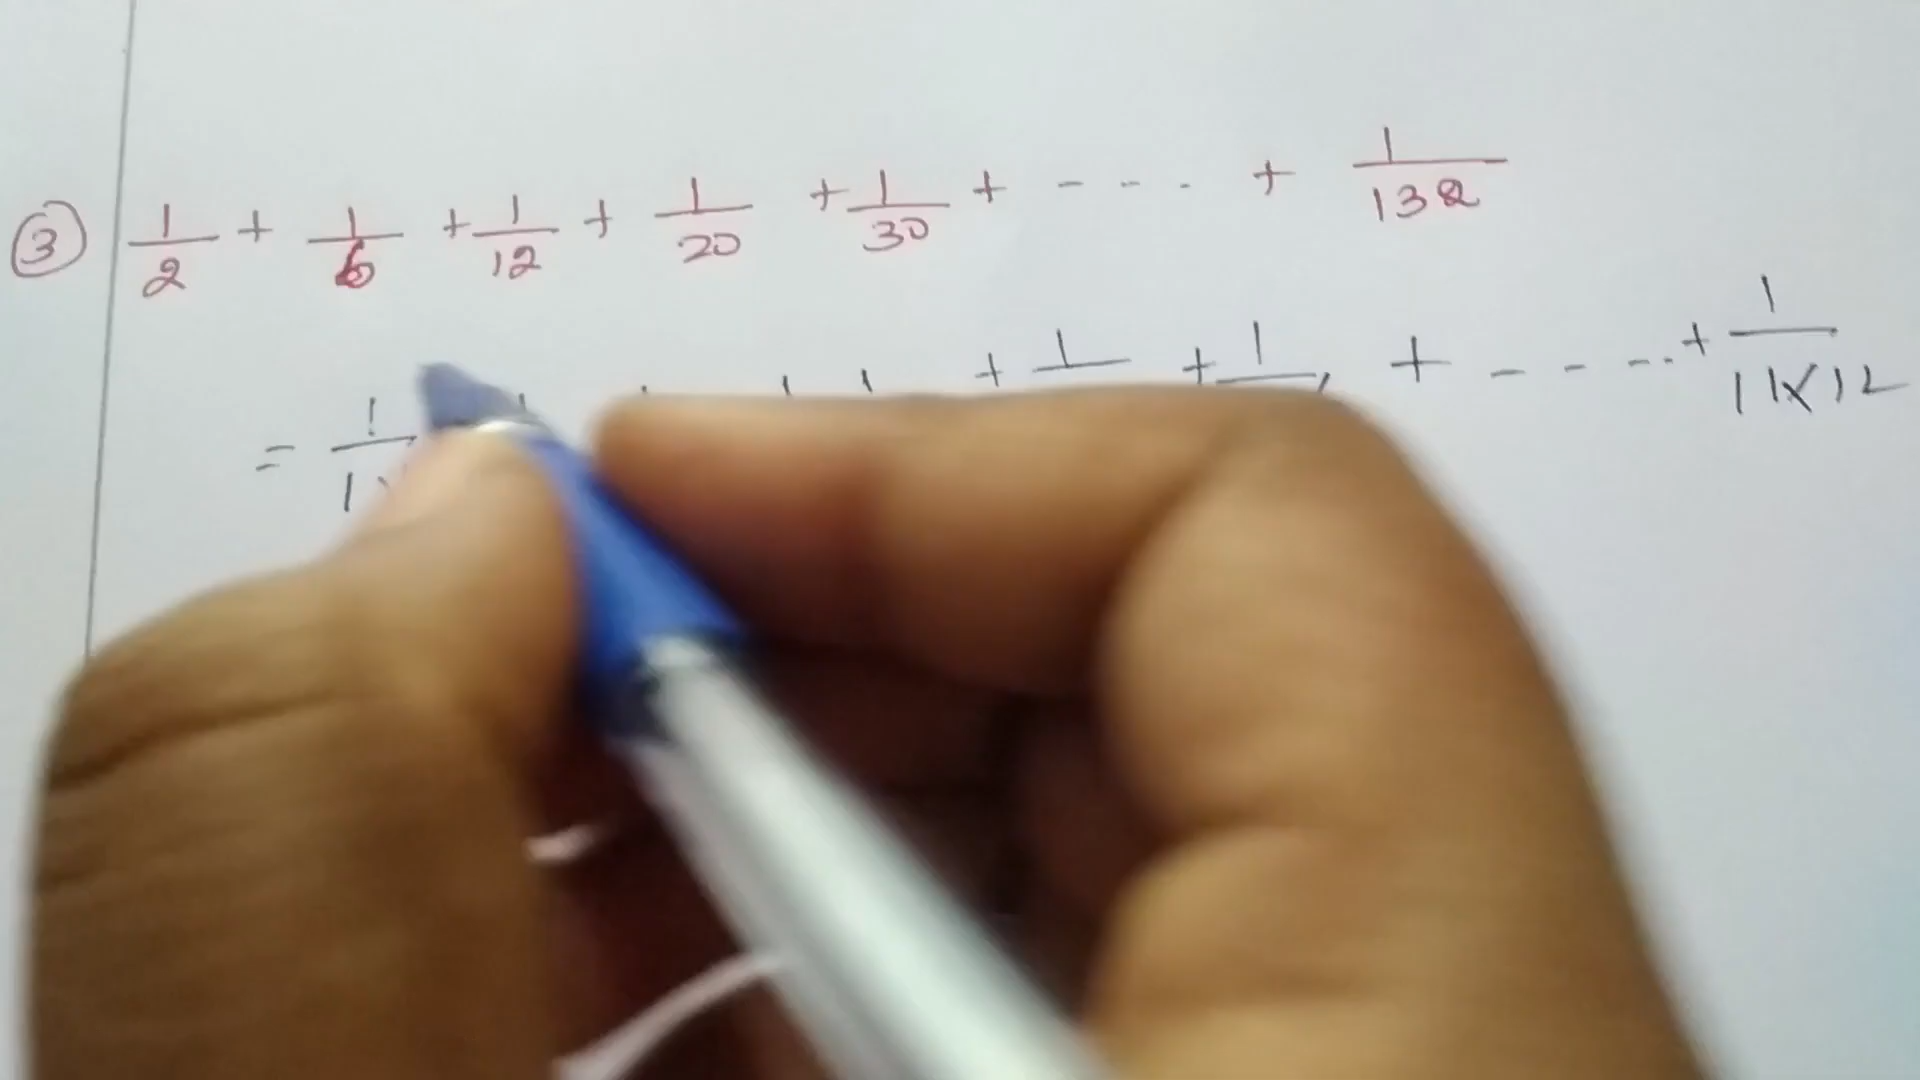 ③ 1/2 + 1/6 + 1/12 + 1/20 + 1/30 + - - - + 1/132
= 1/1× + 1/ + 1/ + - - - .. + 1/11×12